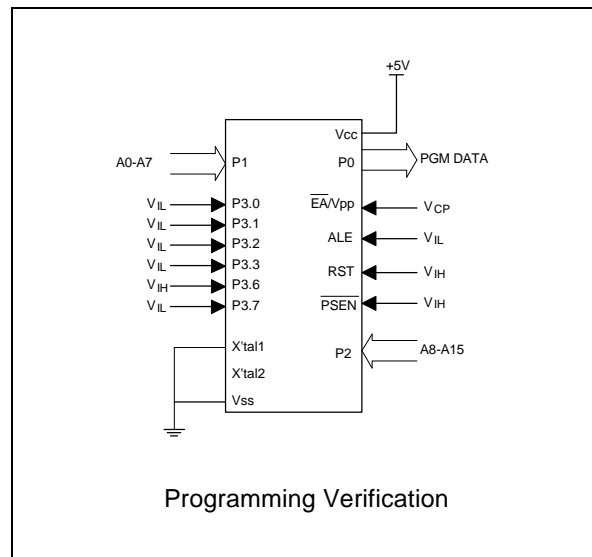 +5V
Vcc
A0-A7 P1 P0 PGM DATA
VIL P3.0 EA/Vpp VCP
VIL P3.1
VIL P3.2 ALE VIL
VIL P3.3 RST VIH
VIH P3.6
VIL P3.7 PSEN VIH
X'tal1 P2 A8-A15
X'tal2
Vss
Programming Verification